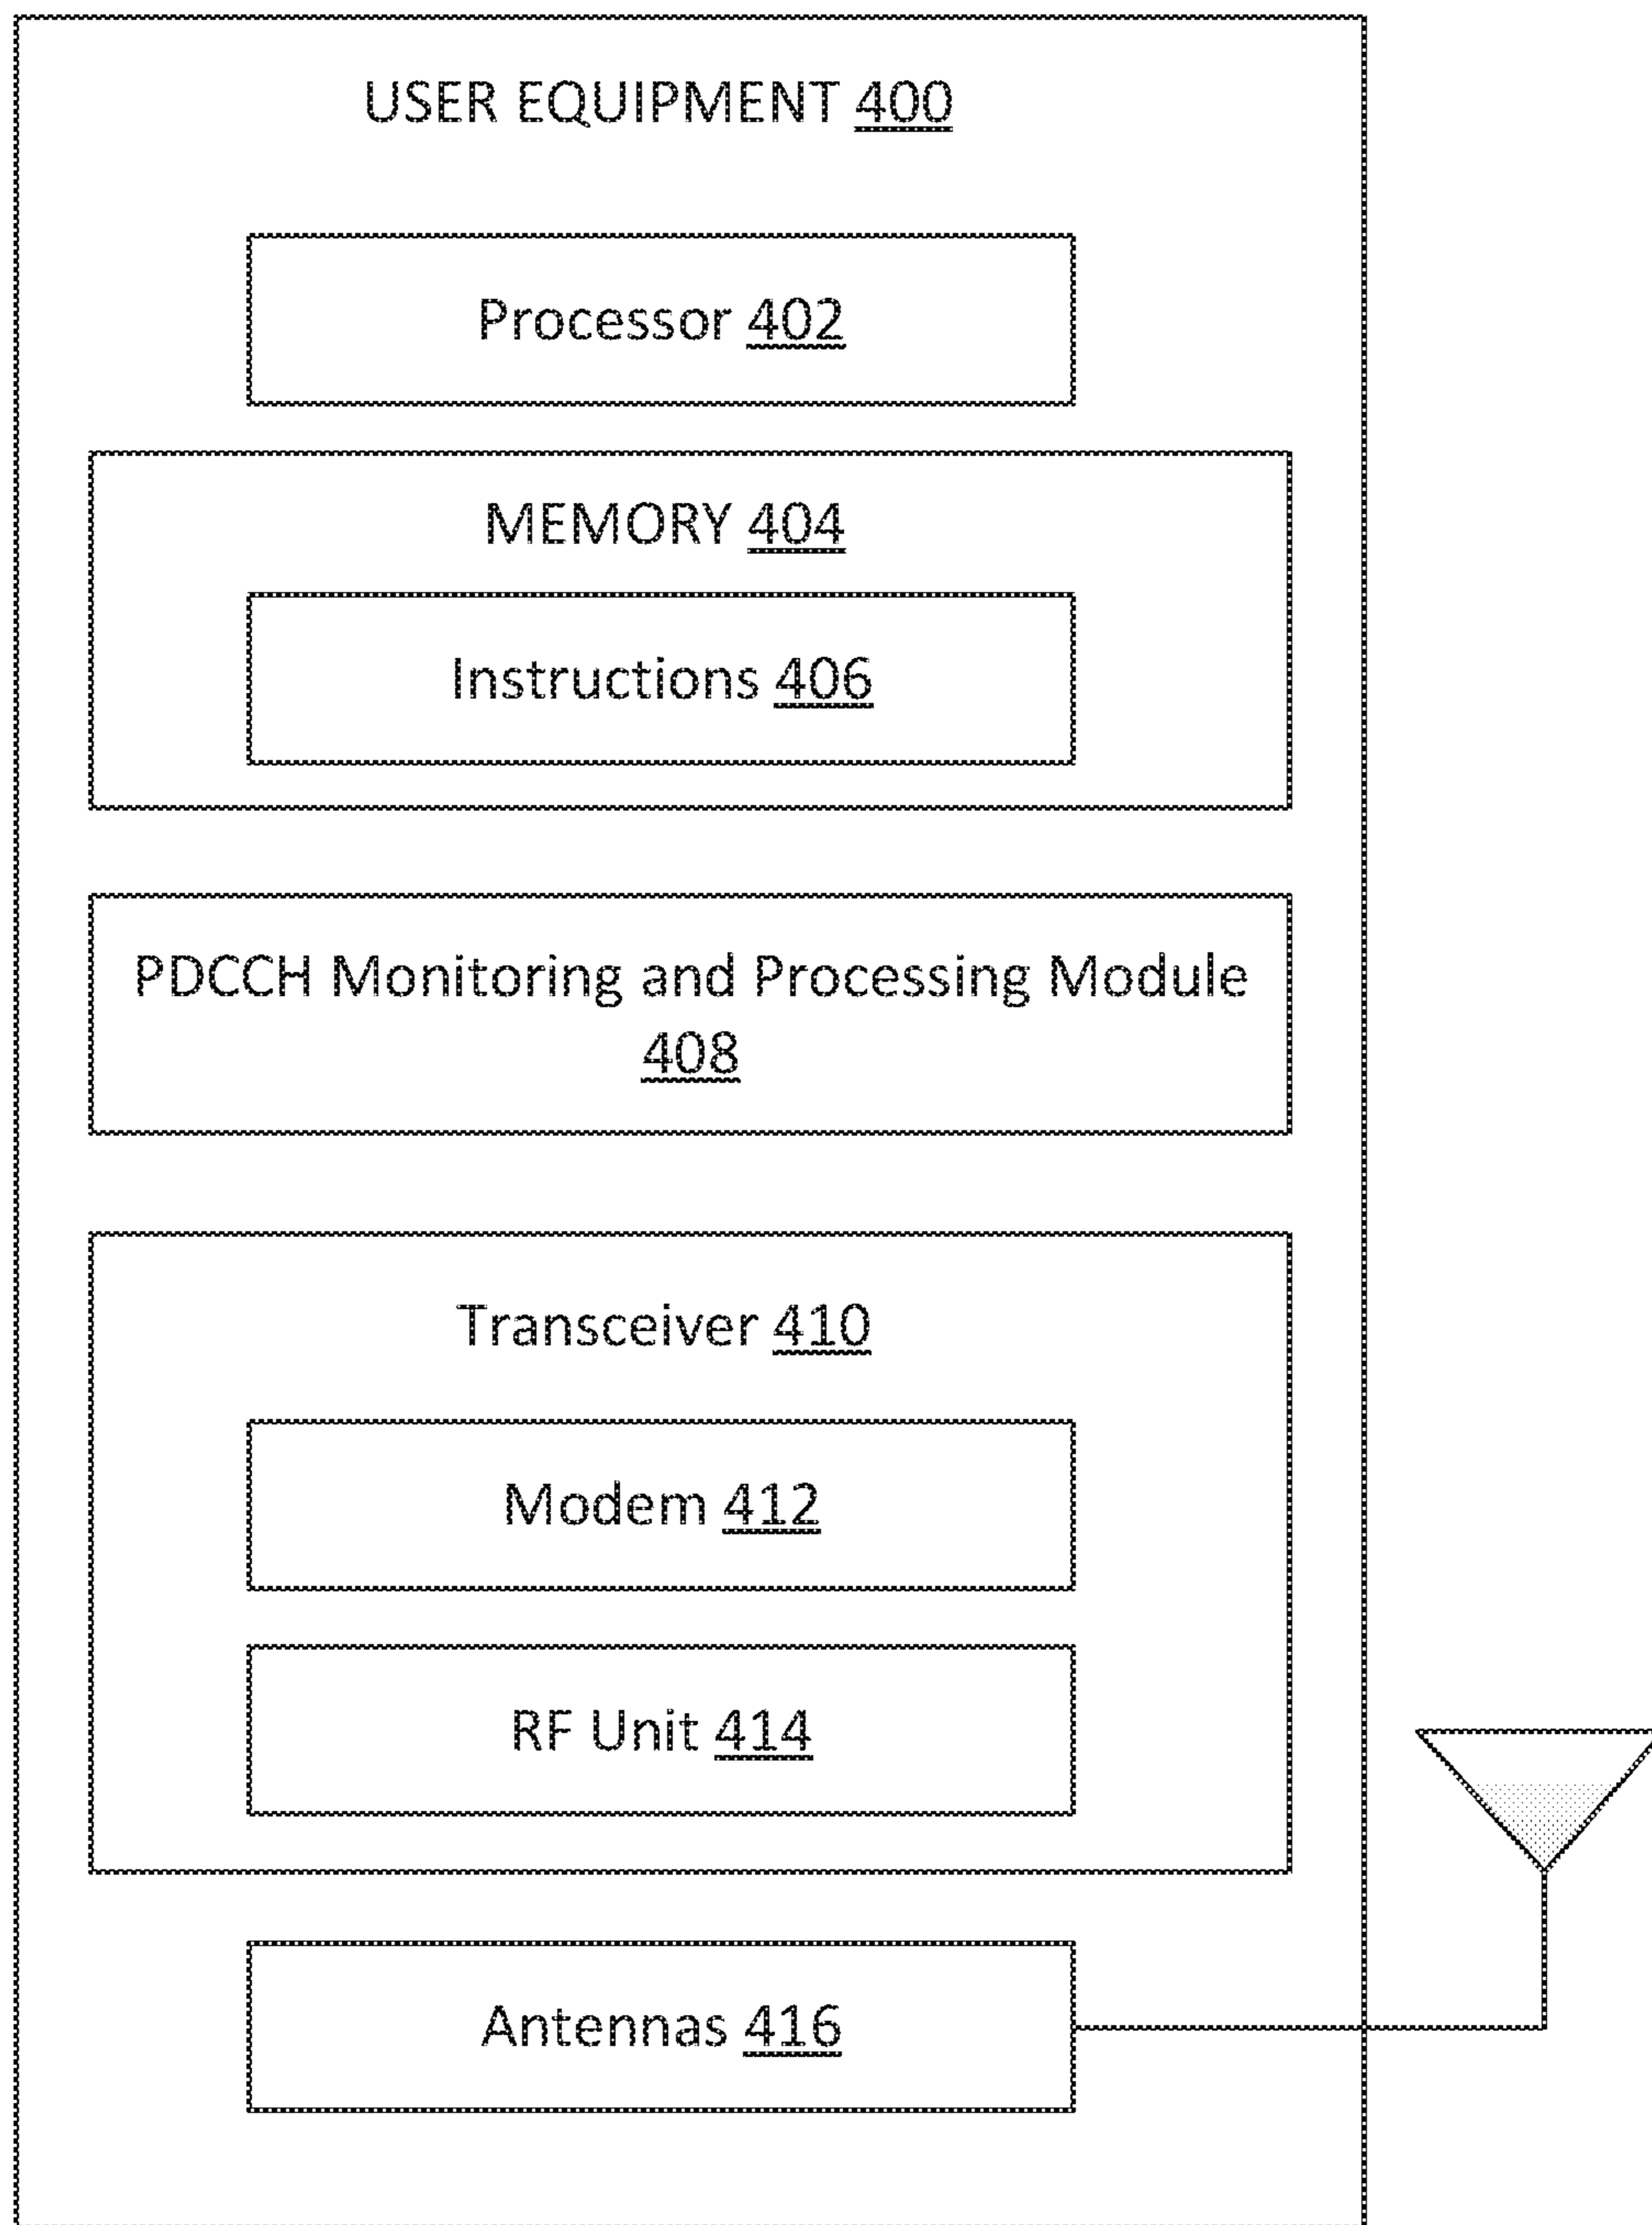 USER EQUIPMENT 400
Processor 402
MEMORY 404
Instructions 406
PDCCH Monitoring and Processing Module
408
Transceiver 410
Modem 412
RF Unit 414
Antennas 416